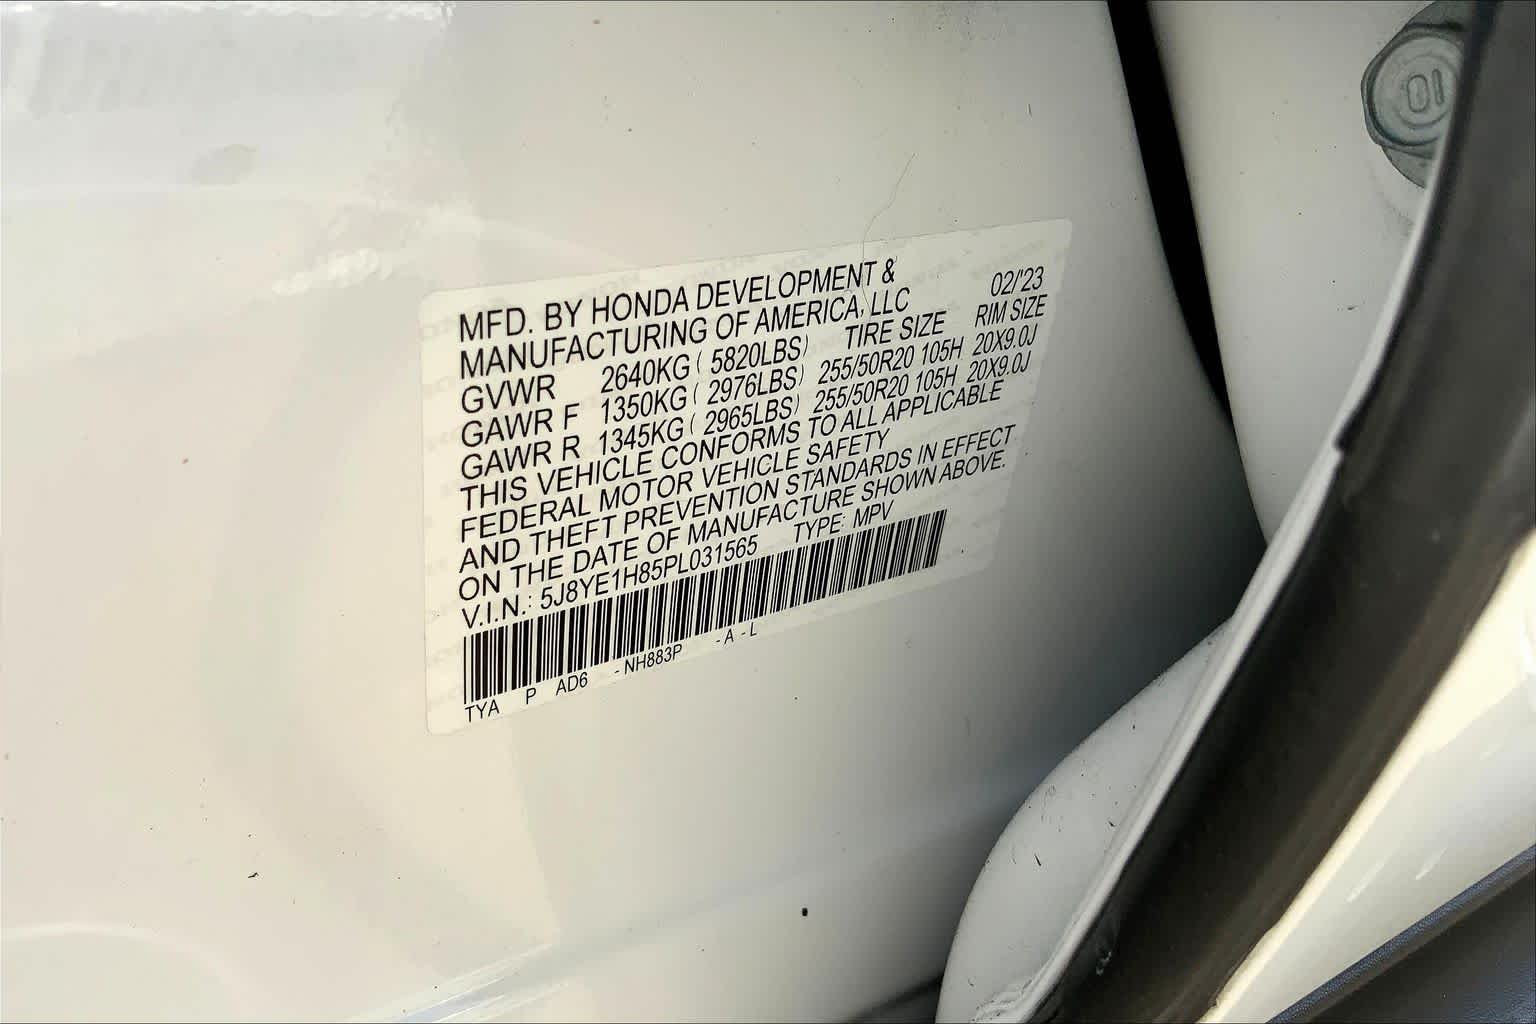 MFD. BY HONDA DEVELOPMENT &
MANUFACTURING OF AMERICA, LLC 02/'23
GVWR 2640KG ( 5820LBS) TIRE SIZE RIM SIZE
GAWR F 1350KG ( 2976LBS) 255/50R20 105H 20X9.0J
GAWR R 1345KG ( 2965LBS) 255/50R20 105H 20X9.0J
THIS VEHICLE CONFORMS TO ALL APPLICABLE
FEDERAL MOTOR VEHICLE SAFETY
AND THEFT PREVENTION STANDARDS IN EFFECT
ON THE DATE OF MANUFACTURE SHOWN ABOVE.
V.I.N.: 5J8YE1H85PL031565 TYPE: MPV
TYA P AD6 - NH883P - A - L
10